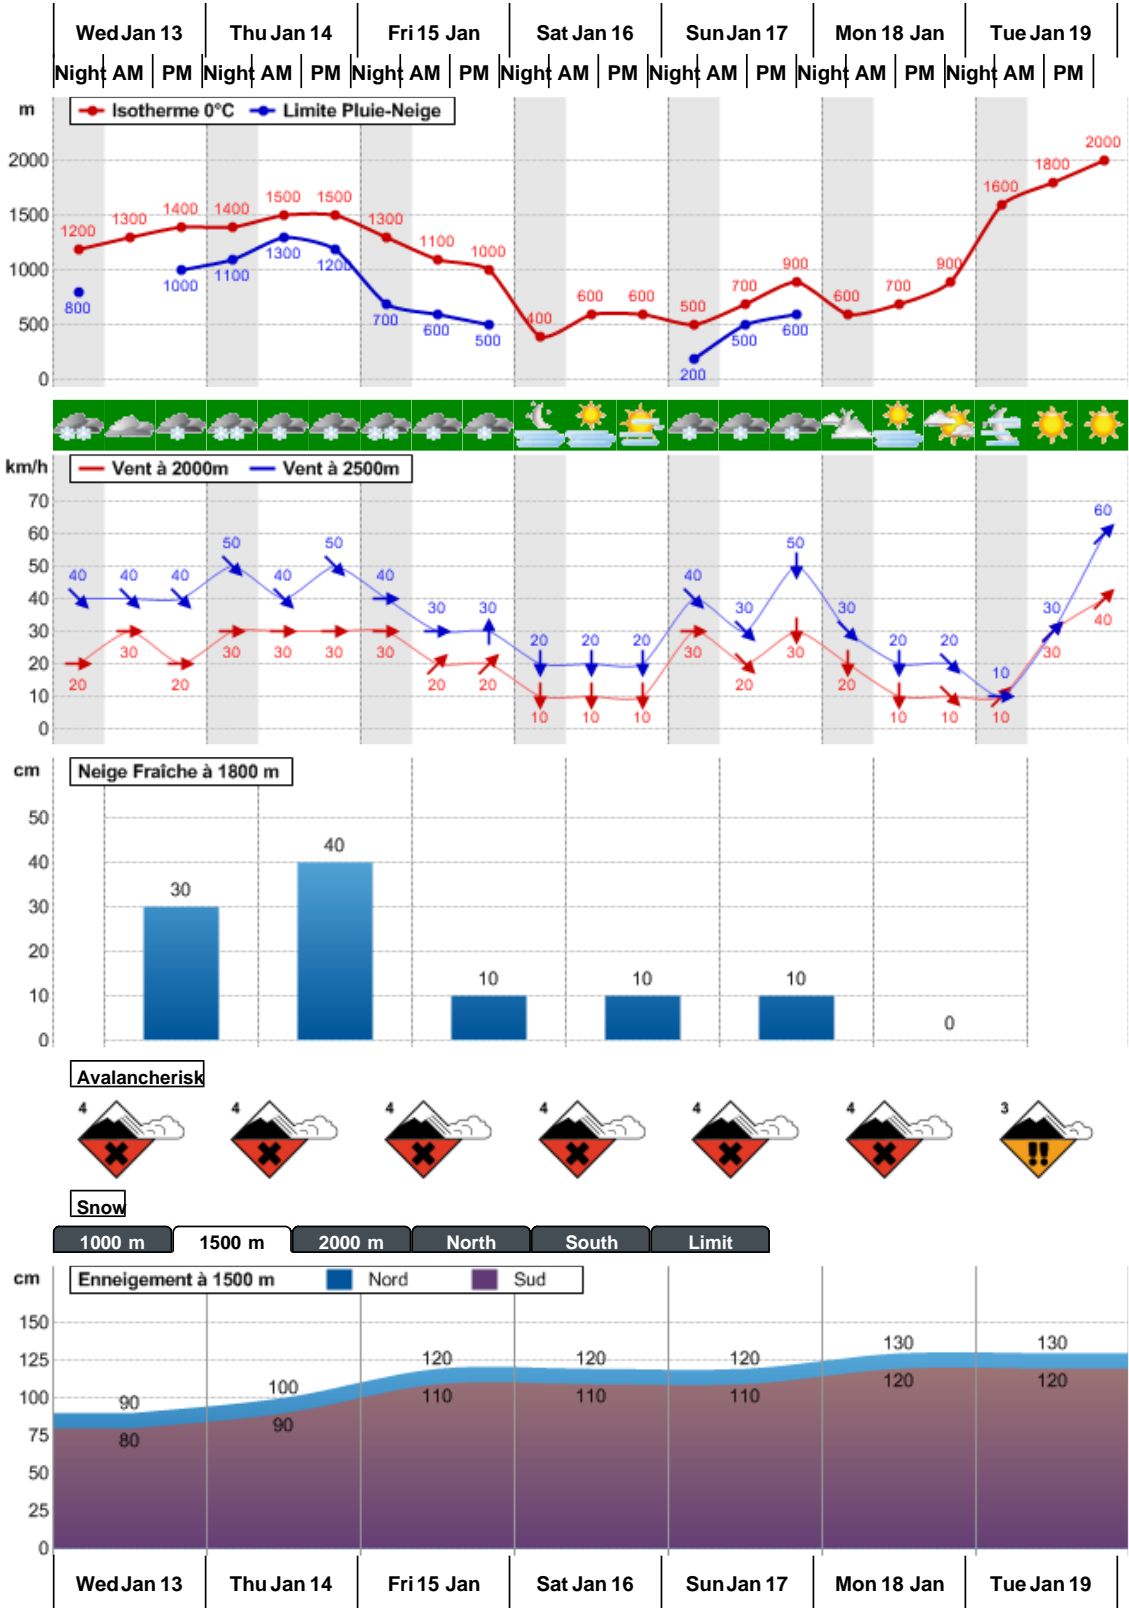 Wed Jan 13 Thu Jan 14 Fri 15 Jan Sat Jan 16 Sun Jan 17 Mon 18 Jan Tue Jan 19
Night AM PM Night AM PM Night AM PM Night AM PM Night AM PM Night AM PM Night AM PM
m
Isotherme 0°C Limite Pluie-Neige
2000
1500
1000
500
0
1200 1300 1400 1400 1500 1500 1300 1100 1000 400 600 600 500 700 900 600 700 900 1600 1800 2000
800 1000 1100 1300 1200 700 600 500 200 500 600
km/h
Vent à 2000m Vent à 2500m
70
60
50
40
30
20
10
0
40 40 40 50 40 50 40 30 30 20 20 20 40 30 50 30 20 20 10 30 60
20 30 20 30 30 30 30 20 20 10 10 10 30 20 30 20 10 10 10 30 40
cm
Neige Fraîche à 1800 m
50
40
30
20
10
0
30 40 10 10 10 0
Avalancherisk
4 4 4 4 4 4 3
Snow
1000 m 1500 m 2000 m North South Limit
cm
Enneigement à 1500 m Nord Sud
150
125
100
75
50
25
0
90 100 120 120 120 130 130
80 90 110 110 110 120 120
Wed Jan 13 Thu Jan 14 Fri 15 Jan Sat Jan 16 Sun Jan 17 Mon 18 Jan Tue Jan 19